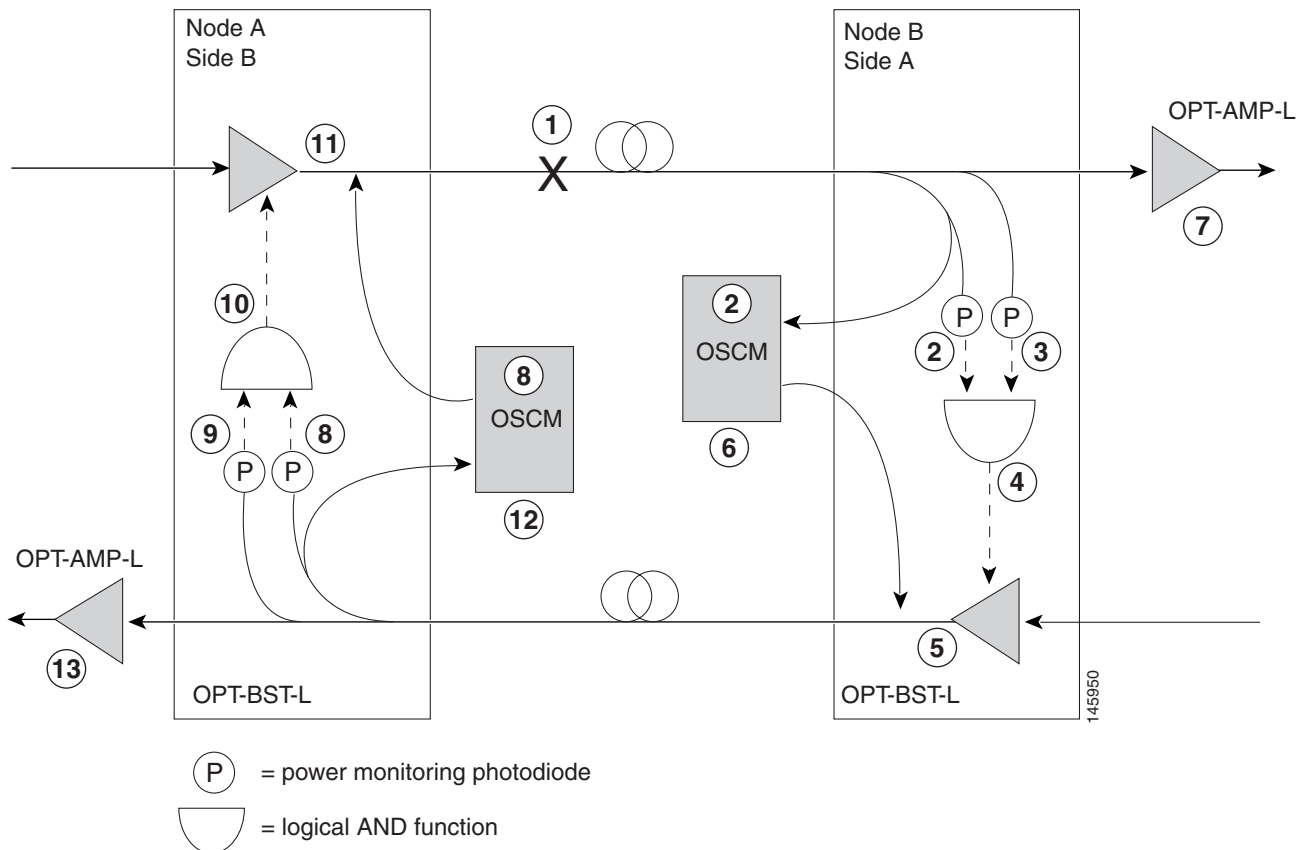 Node A
Side B
Node B
Side A
1
11
OPT-AMP-L
7
10
2
OSCM
P
P
2
3
8
OSCM
9
8
6
P
P
4
12
OPT-AMP-L
13
5
OPT-BST-L
OPT-BST-L
145950
P = power monitoring photodiode
= logical AND function